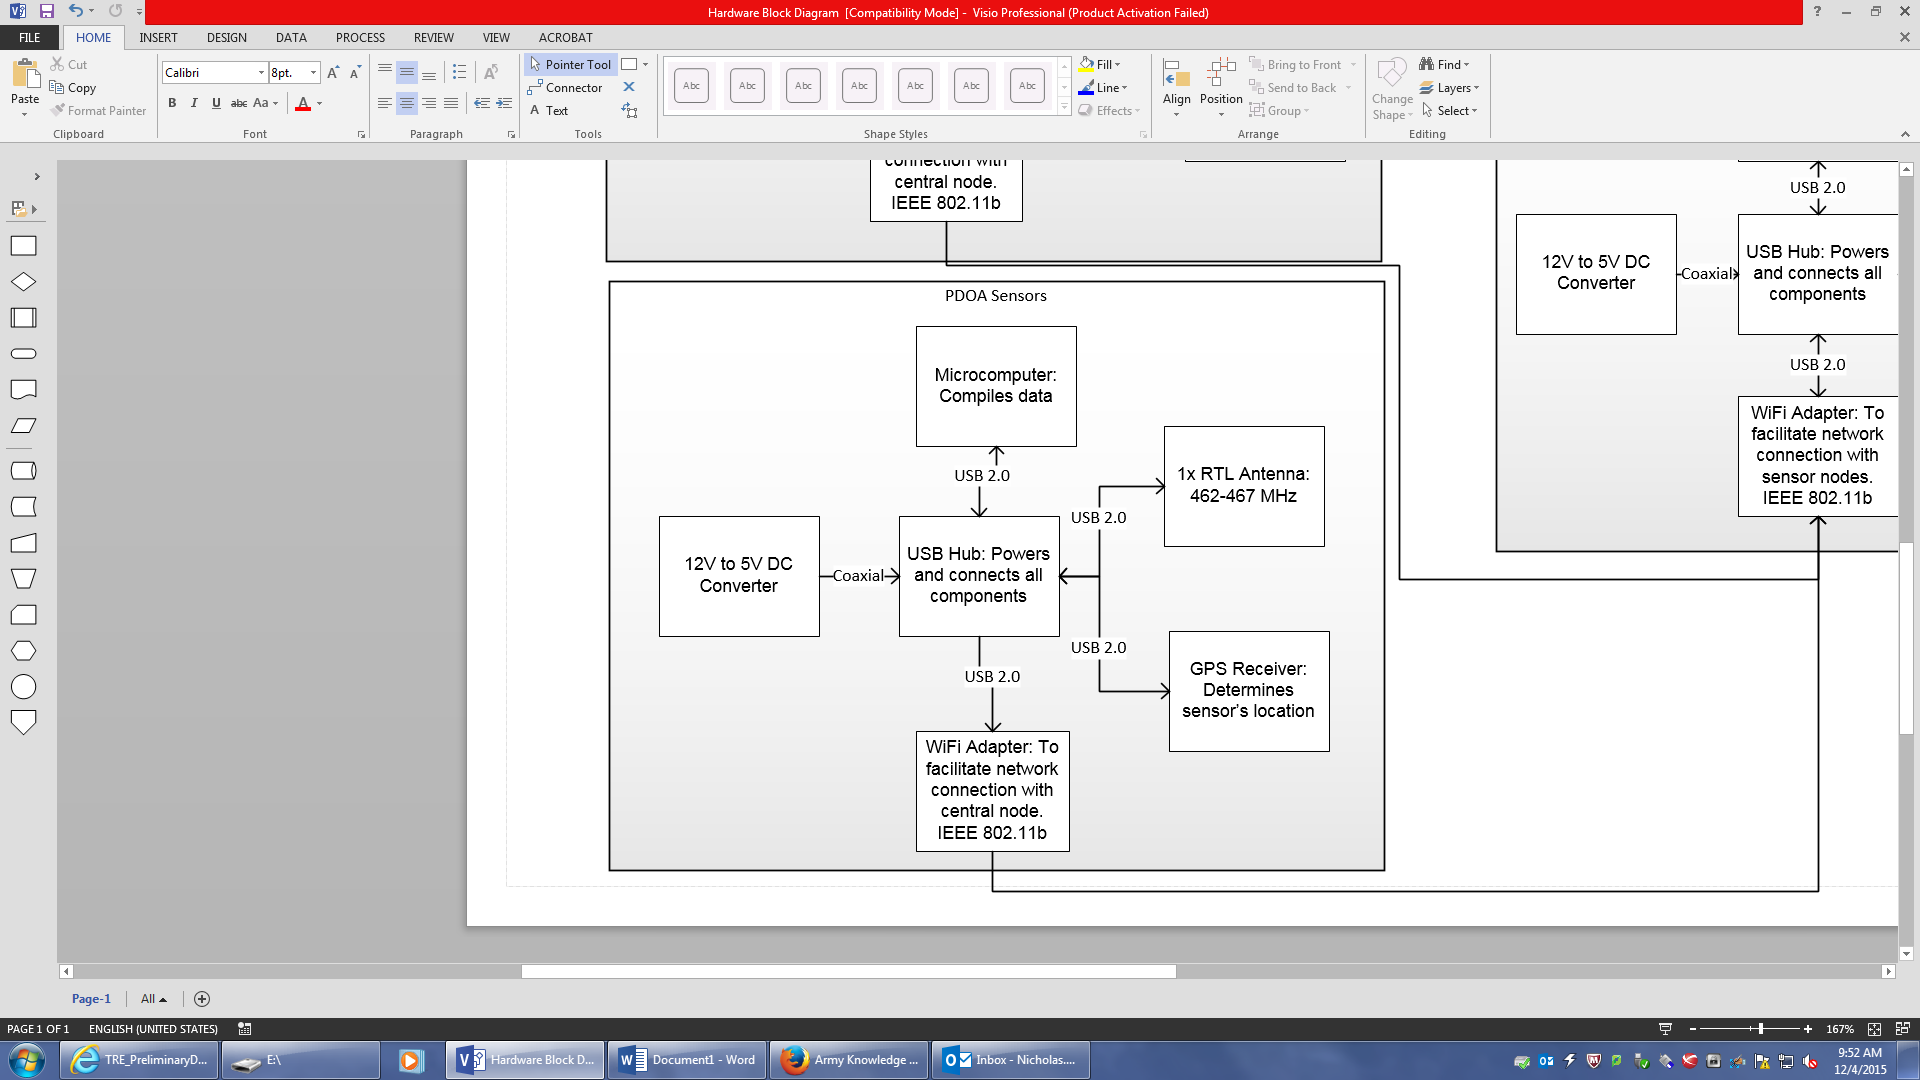 Hardware Block Diagram  [Compatibility Mode] -  Visio Professional (Product Activation Failed)
FILE HOME INSERT DESIGN DATA PROCESS REVIEW VIEW ACROBAT
Paste
Cut
Copy
Format Painter
Clipboard
Calibri 8pt.
B I U abc Aa A
Font
Paragraph
Pointer Tool
Connector
A Text
Tools
Abc Abc Abc Abc Abc Abc Abc
Shape Styles
Fill
Line
Effects
Align
Position
Bring to Front
Send to Back
Group
Arrange
Change
Shape
Find
Layers
Select
Editing
connection with
central node.
IEEE 802.11b
PDOA Sensors
Microcomputer:
Compiles data
USB 2.0
12V to 5V DC
Converter
Coaxial
USB Hub: Powers
and connects all
components
USB 2.0
1x RTL Antenna:
462-467 MHz
USB 2.0
GPS Receiver:
Determines
sensor's location
USB 2.0
WiFi Adapter: To
facilitate network
connection with
central node.
IEEE 802.11b
USB 2.0
12V to 5V DC
Converter
Coaxial
USB Hub: Powers
and connects all
components
USB 2.0
WiFi Adapter: To
facilitate network
connection with
sensor nodes.
IEEE 802.11b
Page-1 All
PAGE 1 OF 1 ENGLISH (UNITED STATES) 167%
TRE_PreliminaryD... E:\ Hardware Block D... Document1 - Word Army Knowledge ... Inbox - Nicholas....
9:52 AM
12/4/2015